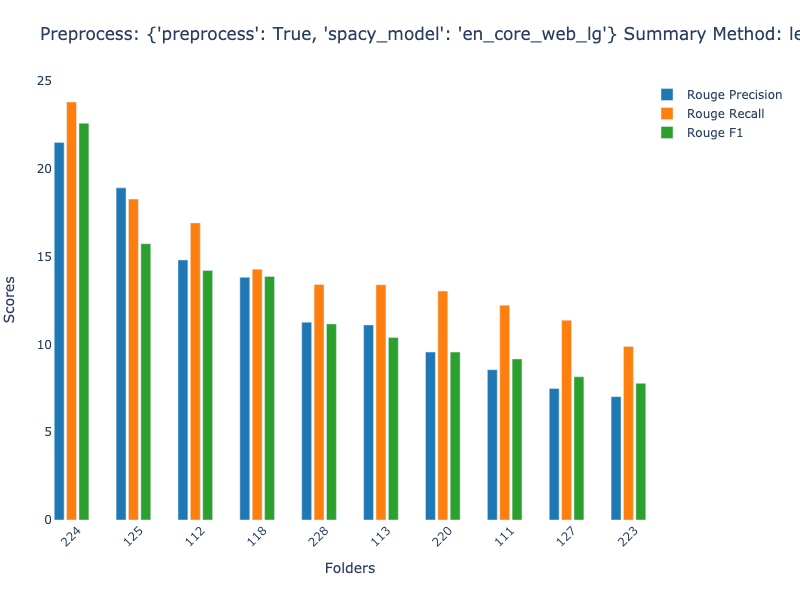 Preprocess: {'preprocess': True, 'spacy_model': 'en_core_web_lg'} Summary Method:
25
20
15
10
5
0
Scores
224 125 112 118 228 113 220 111 127 223
Folders
Rouge Precision
Rouge Recall
Rouge F1